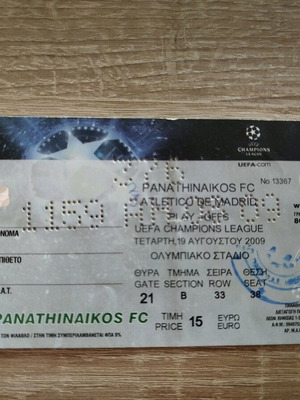 CHAMPIONS
LEAGUE
UEFA.com
No 13367
PANATHINAIKOS FC
ATLETICO DE MADRID
PLAY - OFFS
UEFA CHAMPIONS LEAGUE
ΤΕΤΑΡΤΗ, 19 ΑΥΓΟΥΣΤΟΥ 2009
ΟΛΥΜΠΙΑΚΟ ΣΤΑΔΙΟ
ΘΥΡΑ ΤΜΗΜΑ ΣΕΙΡΑ ΘΕΣΗ
GATE SECTION ROW SEAT
21 B 33 38
ΟΝΟΜΑ
ΠΙΘΕΤΟ
Α.Τ.
PANATHINAIKOS FC
ΤΙΜΗ 15 ΕΥΡΩ
PRICE EURO